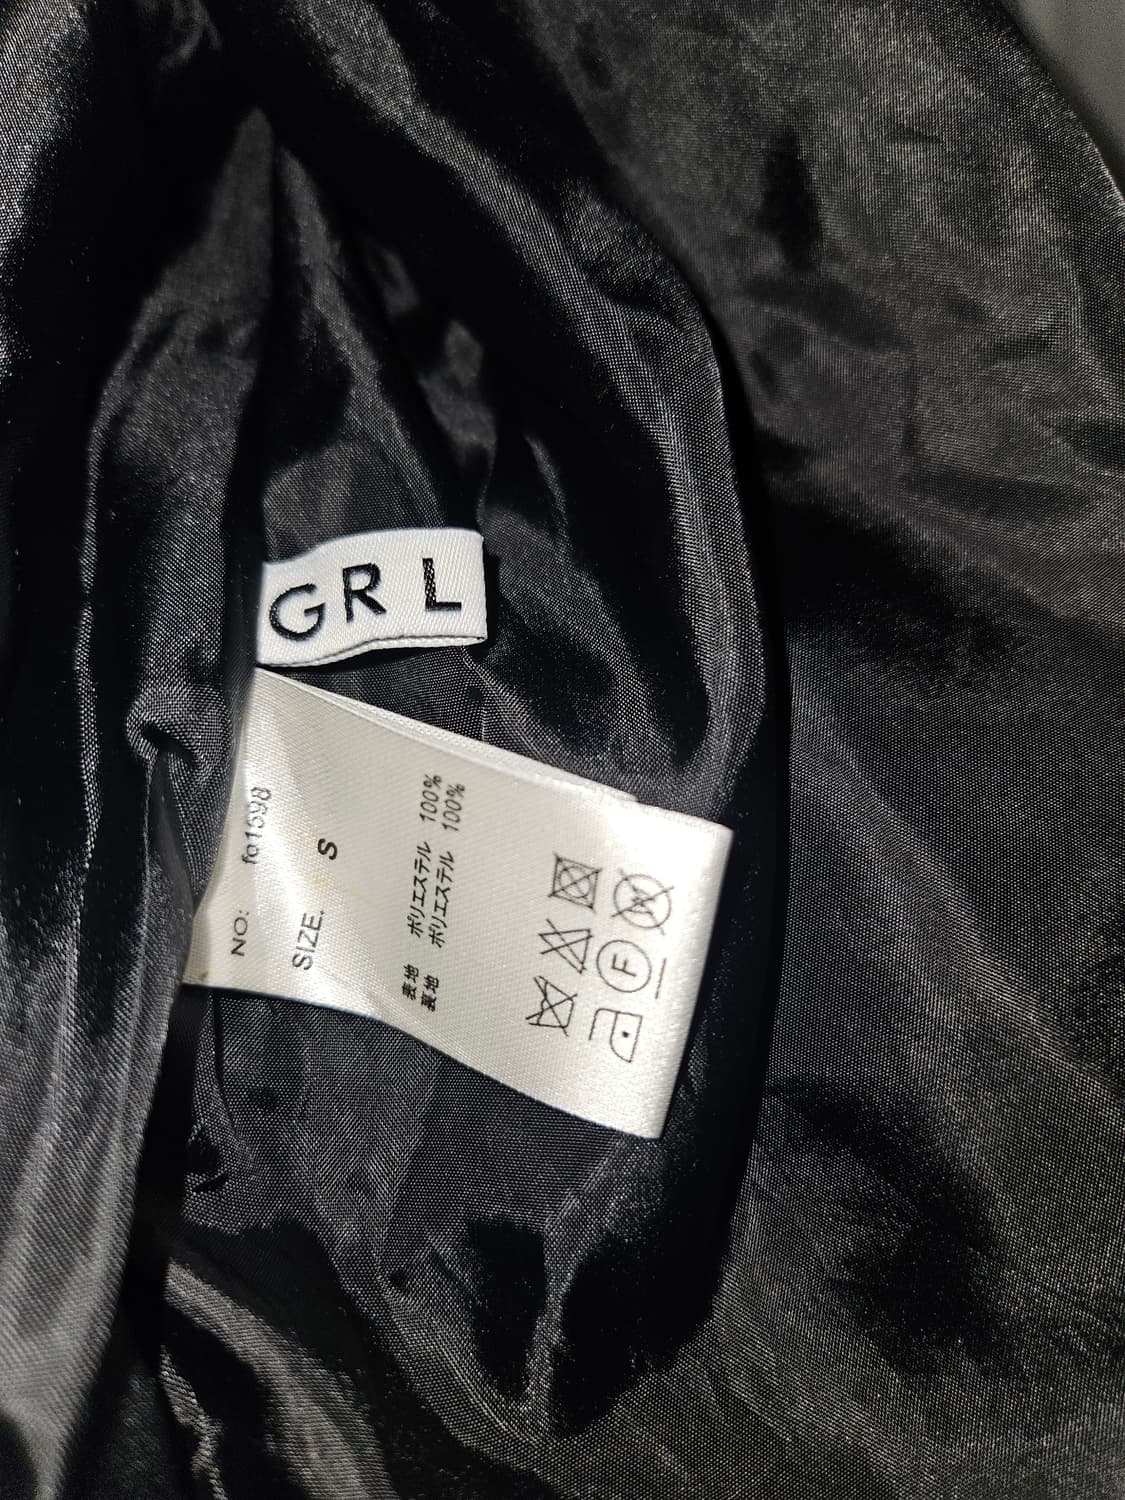 GRL
NO: fo1598
SIZE. S
表地 ポリエステル 100%
裏地 ポリエステル 100%
F
W